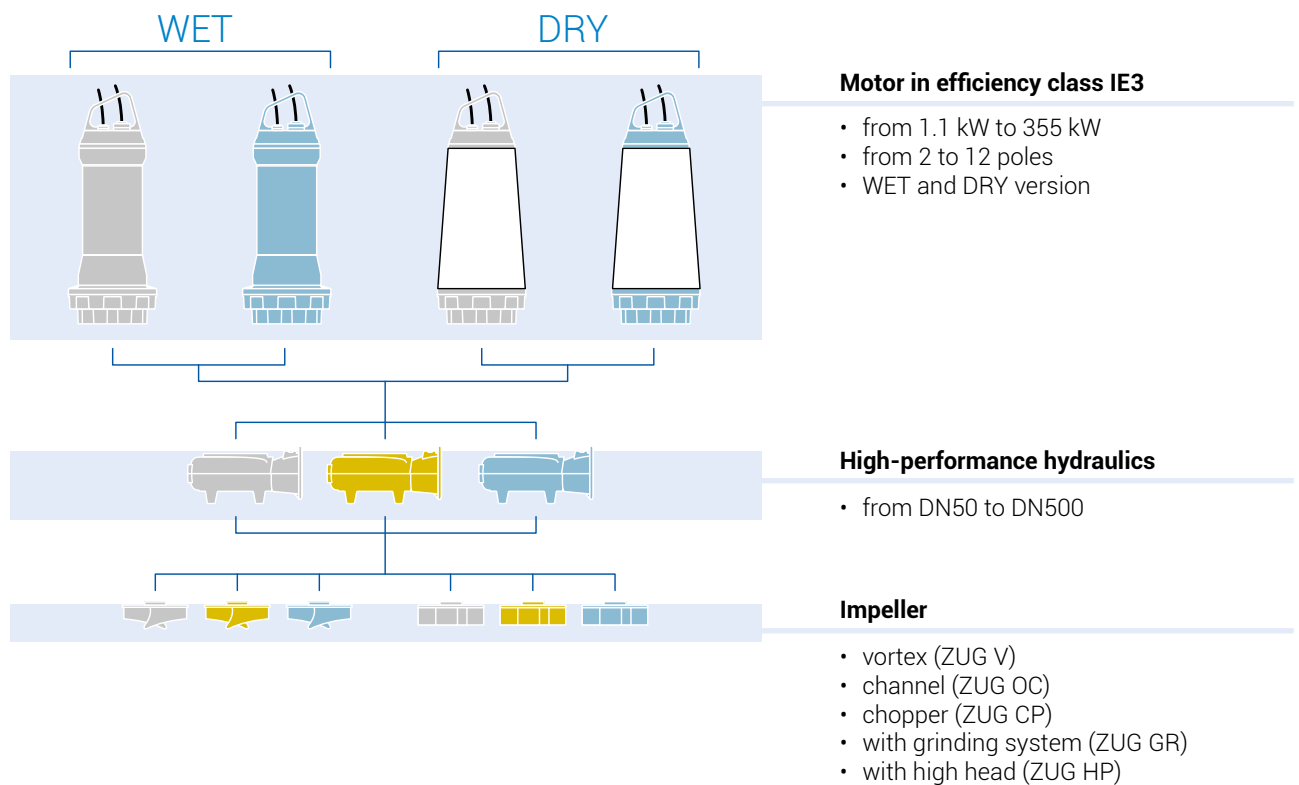 WET
DRY
Motor in efficiency class IE3
• from 1.1 kW to 355 kW
• from 2 to 12 poles
• WET and DRY version
High-performance hydraulics
• from DN50 to DN500
Impeller
• vortex (ZUG V)
• channel (ZUG OC)
• chopper (ZUG CP)
• with grinding system (ZUG GR)
• with high head (ZUG HP)